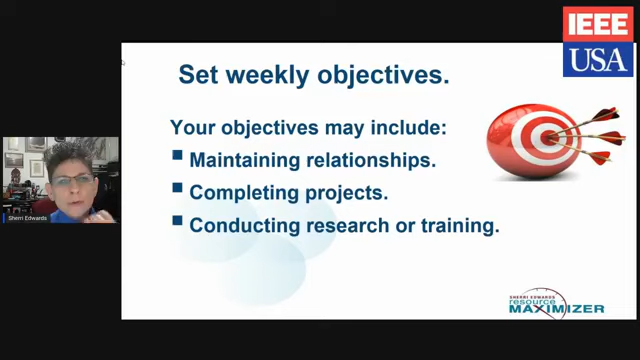 IEEE
USA
Set weekly objectives.
Your objectives may include:
Maintaining relationships.
Completing projects.
Conducting research or training.
Sherri Edwards
SHERRI EDWARDS
resource
MAXIMIZER